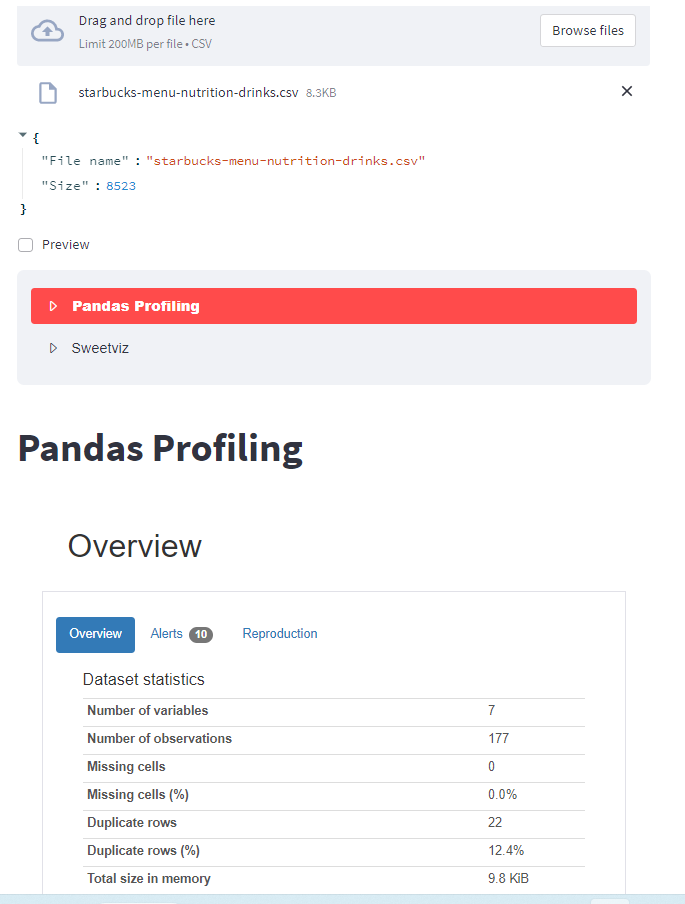 Drag and drop file here
Browse files
Limit 200MB per file • CSV
starbucks-menu-nutrition-drinks.csv 8.3KB
{
"File name" : "starbucks-menu-nutrition-drinks.csv"
"Size" : 8523
}
Preview
Pandas Profiling
Sweetviz
Pandas Profiling
Overview
Overview Alerts 10 Reproduction
Dataset statistics
Number of variables 7
Number of observations 177
Missing cells 0
Missing cells (%) 0.0%
Duplicate rows 22
Duplicate rows (%) 12.4%
Total size in memory 9.8 KiB